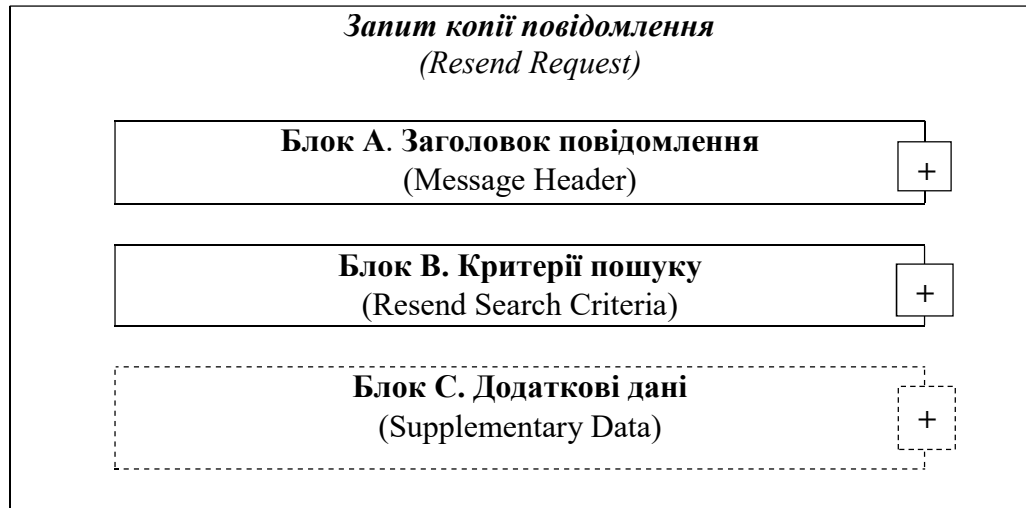 Запит копії повідомлення
(Resend Request)
Блок А. Заголовок повідомлення
(Message Header)
+
Блок В. Критерії пошуку
(Resend Search Criteria)
+
Блок С. Додаткові дані
(Supplementary Data)
+